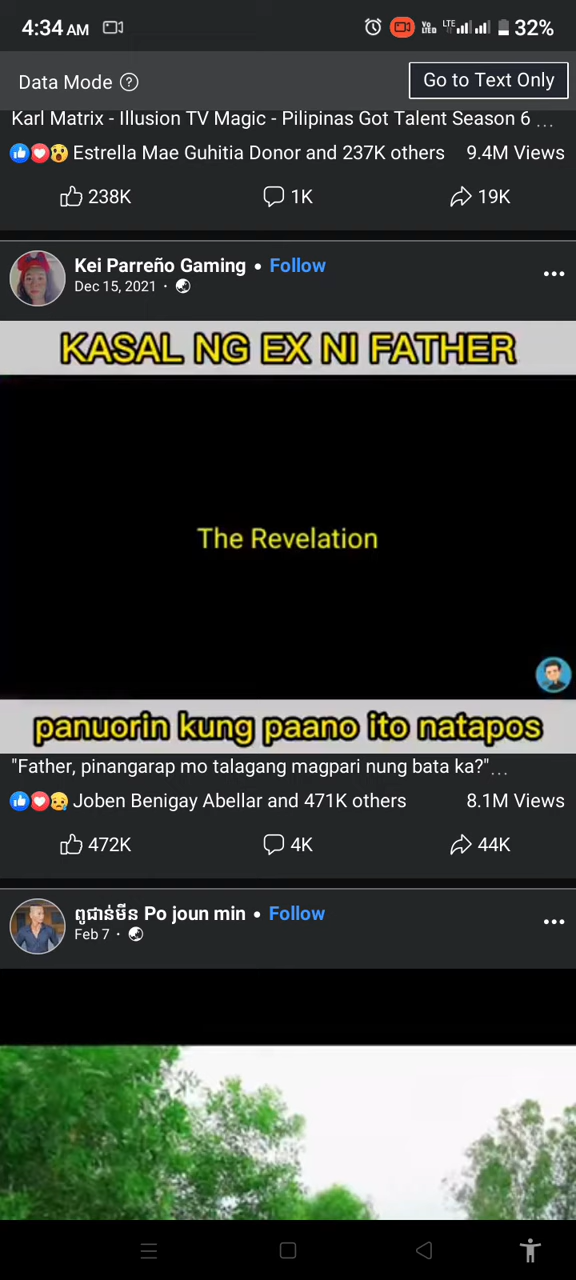 4:34 AM VoLTED LTE 32%
Data Mode ? Go to Text Only
Karl Matrix - Illusion TV Magic - Pilipinas Got Talent Season 6 ...
Estrella Mae Guhitia Donor and 237K others 9.4M Views
238K 1K 19K
Kei Parreño Gaming • Follow
Dec 15, 2021 ·
KASAL NG EX NI FATHER
The Revelation
panuorin kung paano ito natapos
"Father, pinangarap mo talagang magpari nung bata ka?"...
Joben Benigay Abellar and 471K others 8.1M Views
472K 4K 44K
ពូជាន់មីន Po joun min • Follow
Feb 7 ·